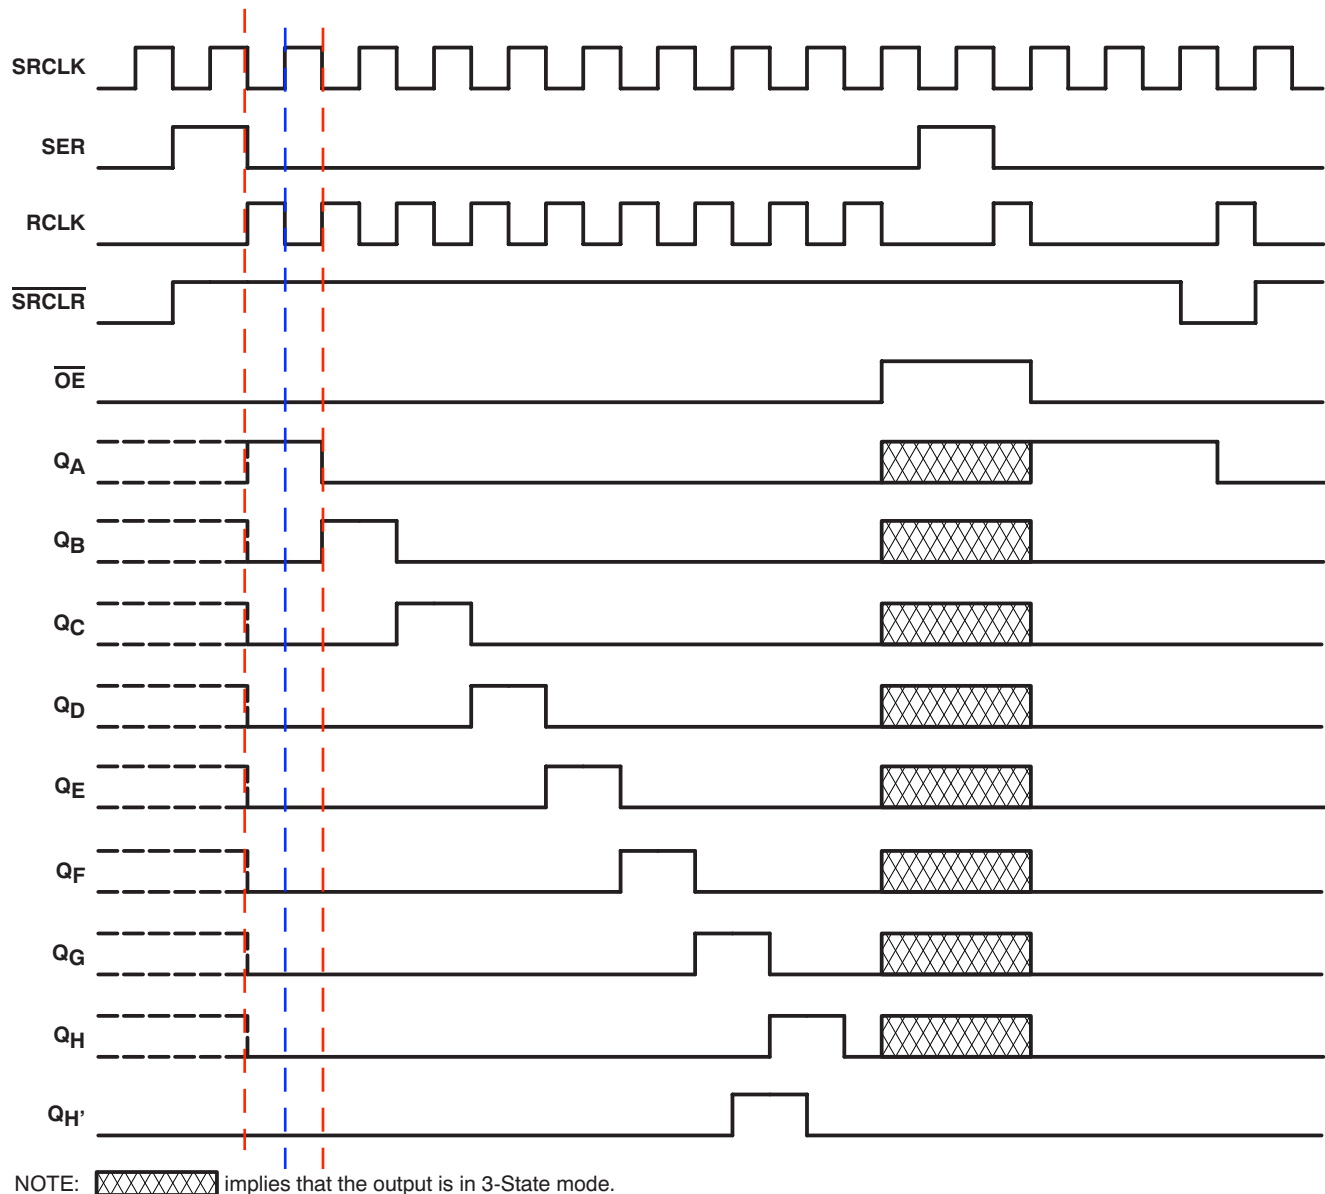 SRCLK
SER
RCLK
SRCLR
OE
QA
QB
QC
QD
QE
QF
QG
QH
QH’
NOTE: implies that the output is in 3-State mode.